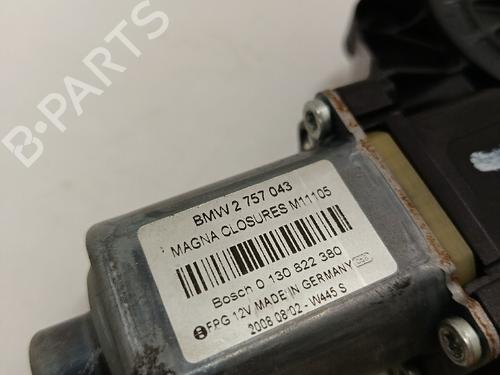 B-PARTS
BMW 2 757 043
MAGNA CLOSURES M11105
Bosch 0 130 822 380
FPG 12V MADE IN GERMANY
2008 08 02 - W445 S